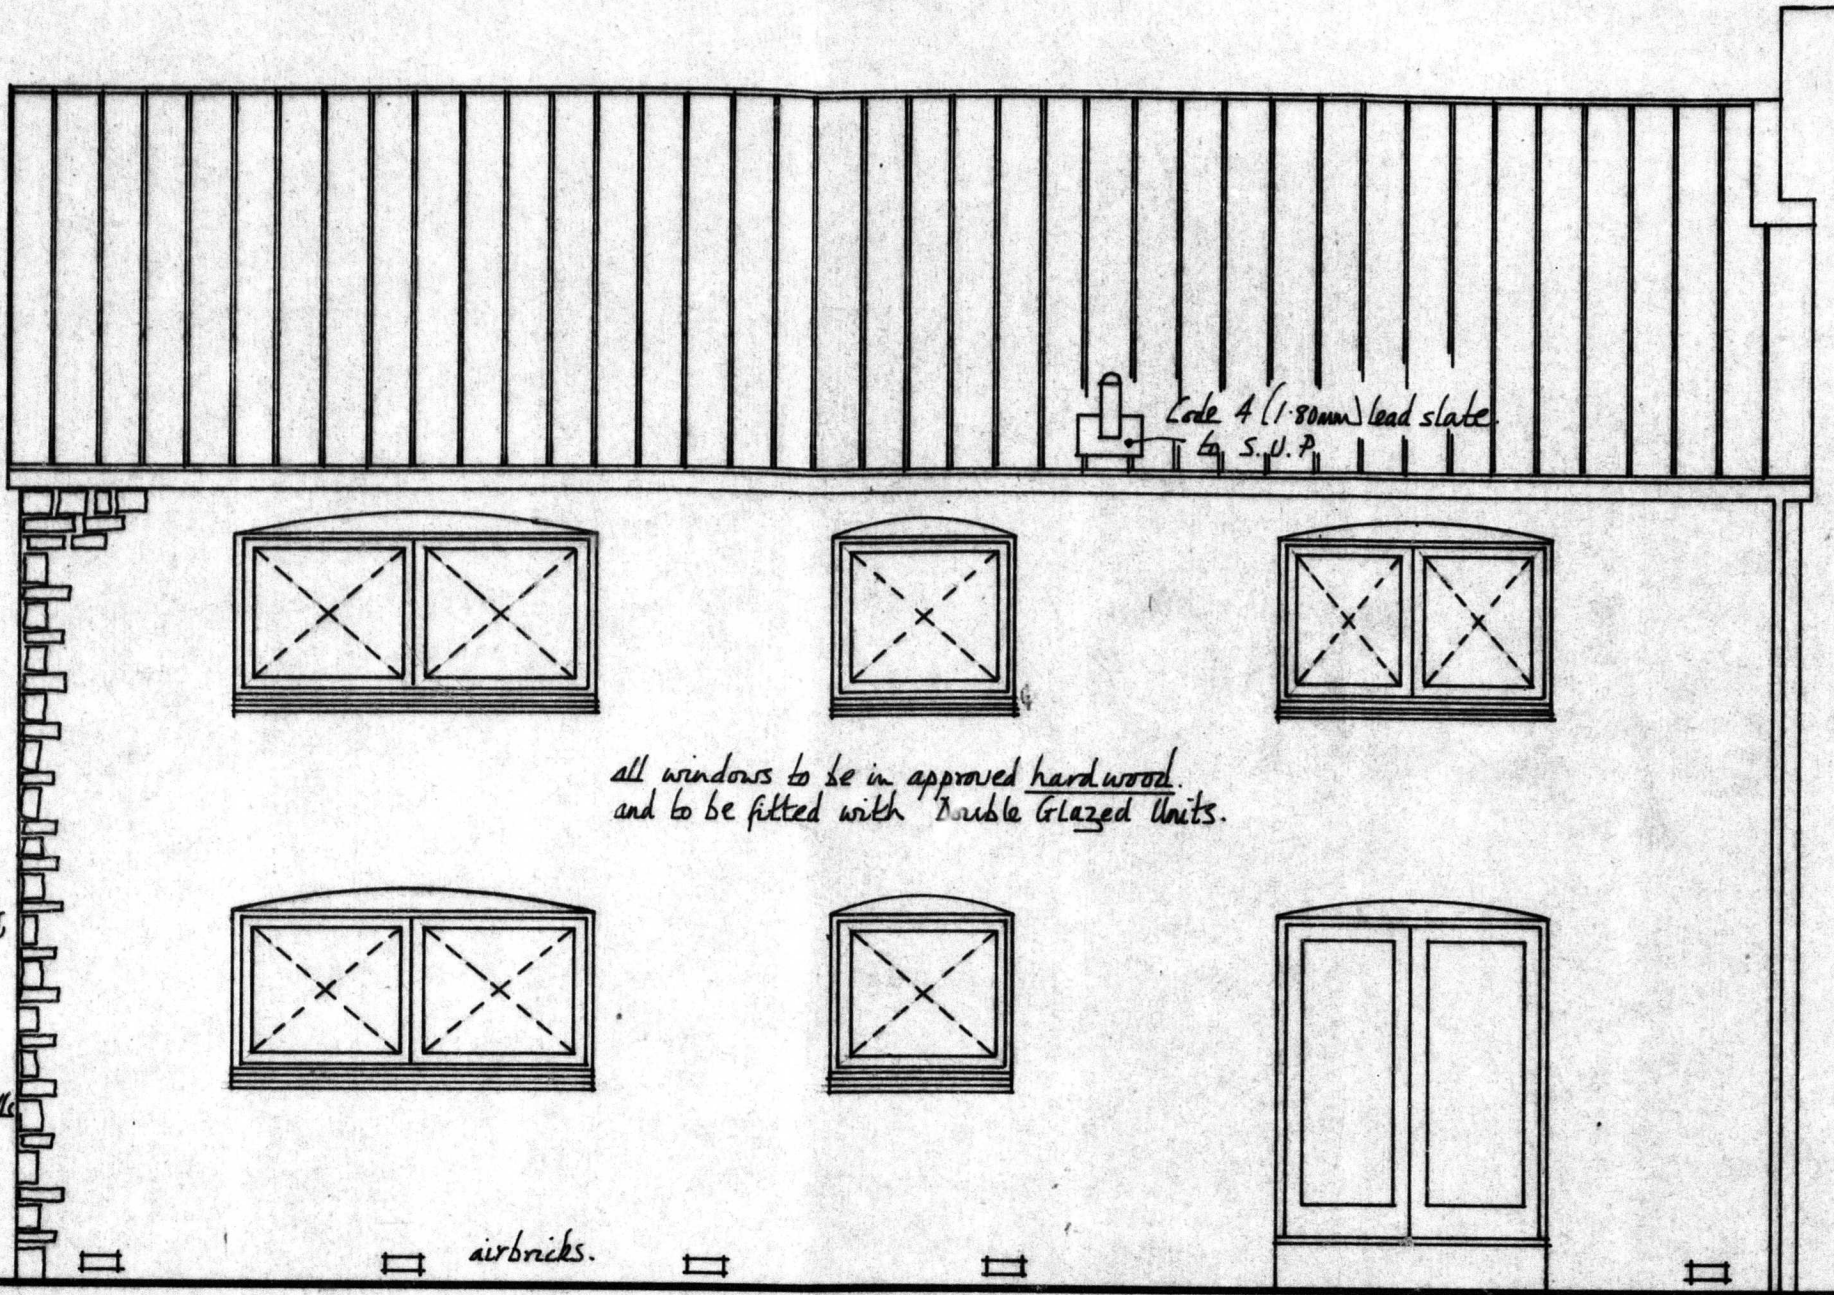 Code 4 (1.80mm) lead slate.
to S.U.P.
all windows to be in approved hardwood.
and to be fitted with Double Glazed Units.
airbricks.